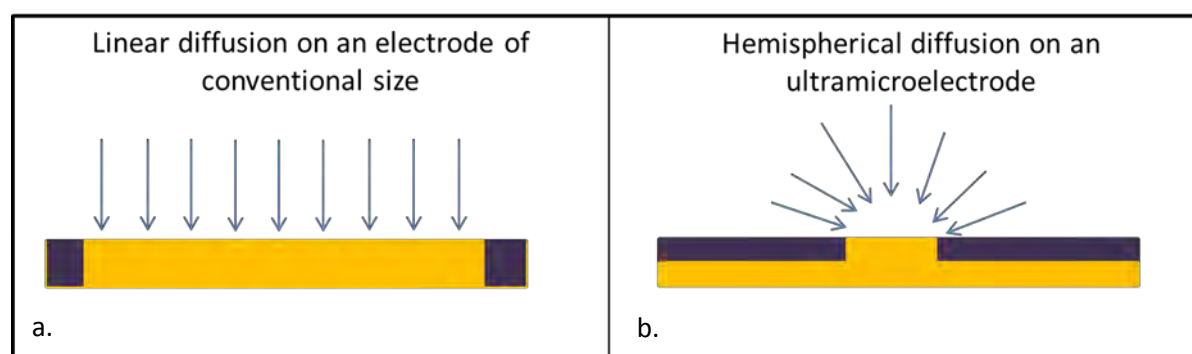 Linear diffusion on an electrode of
conventional size
a.
Hemispherical diffusion on an
ultramicroelectrode
b.